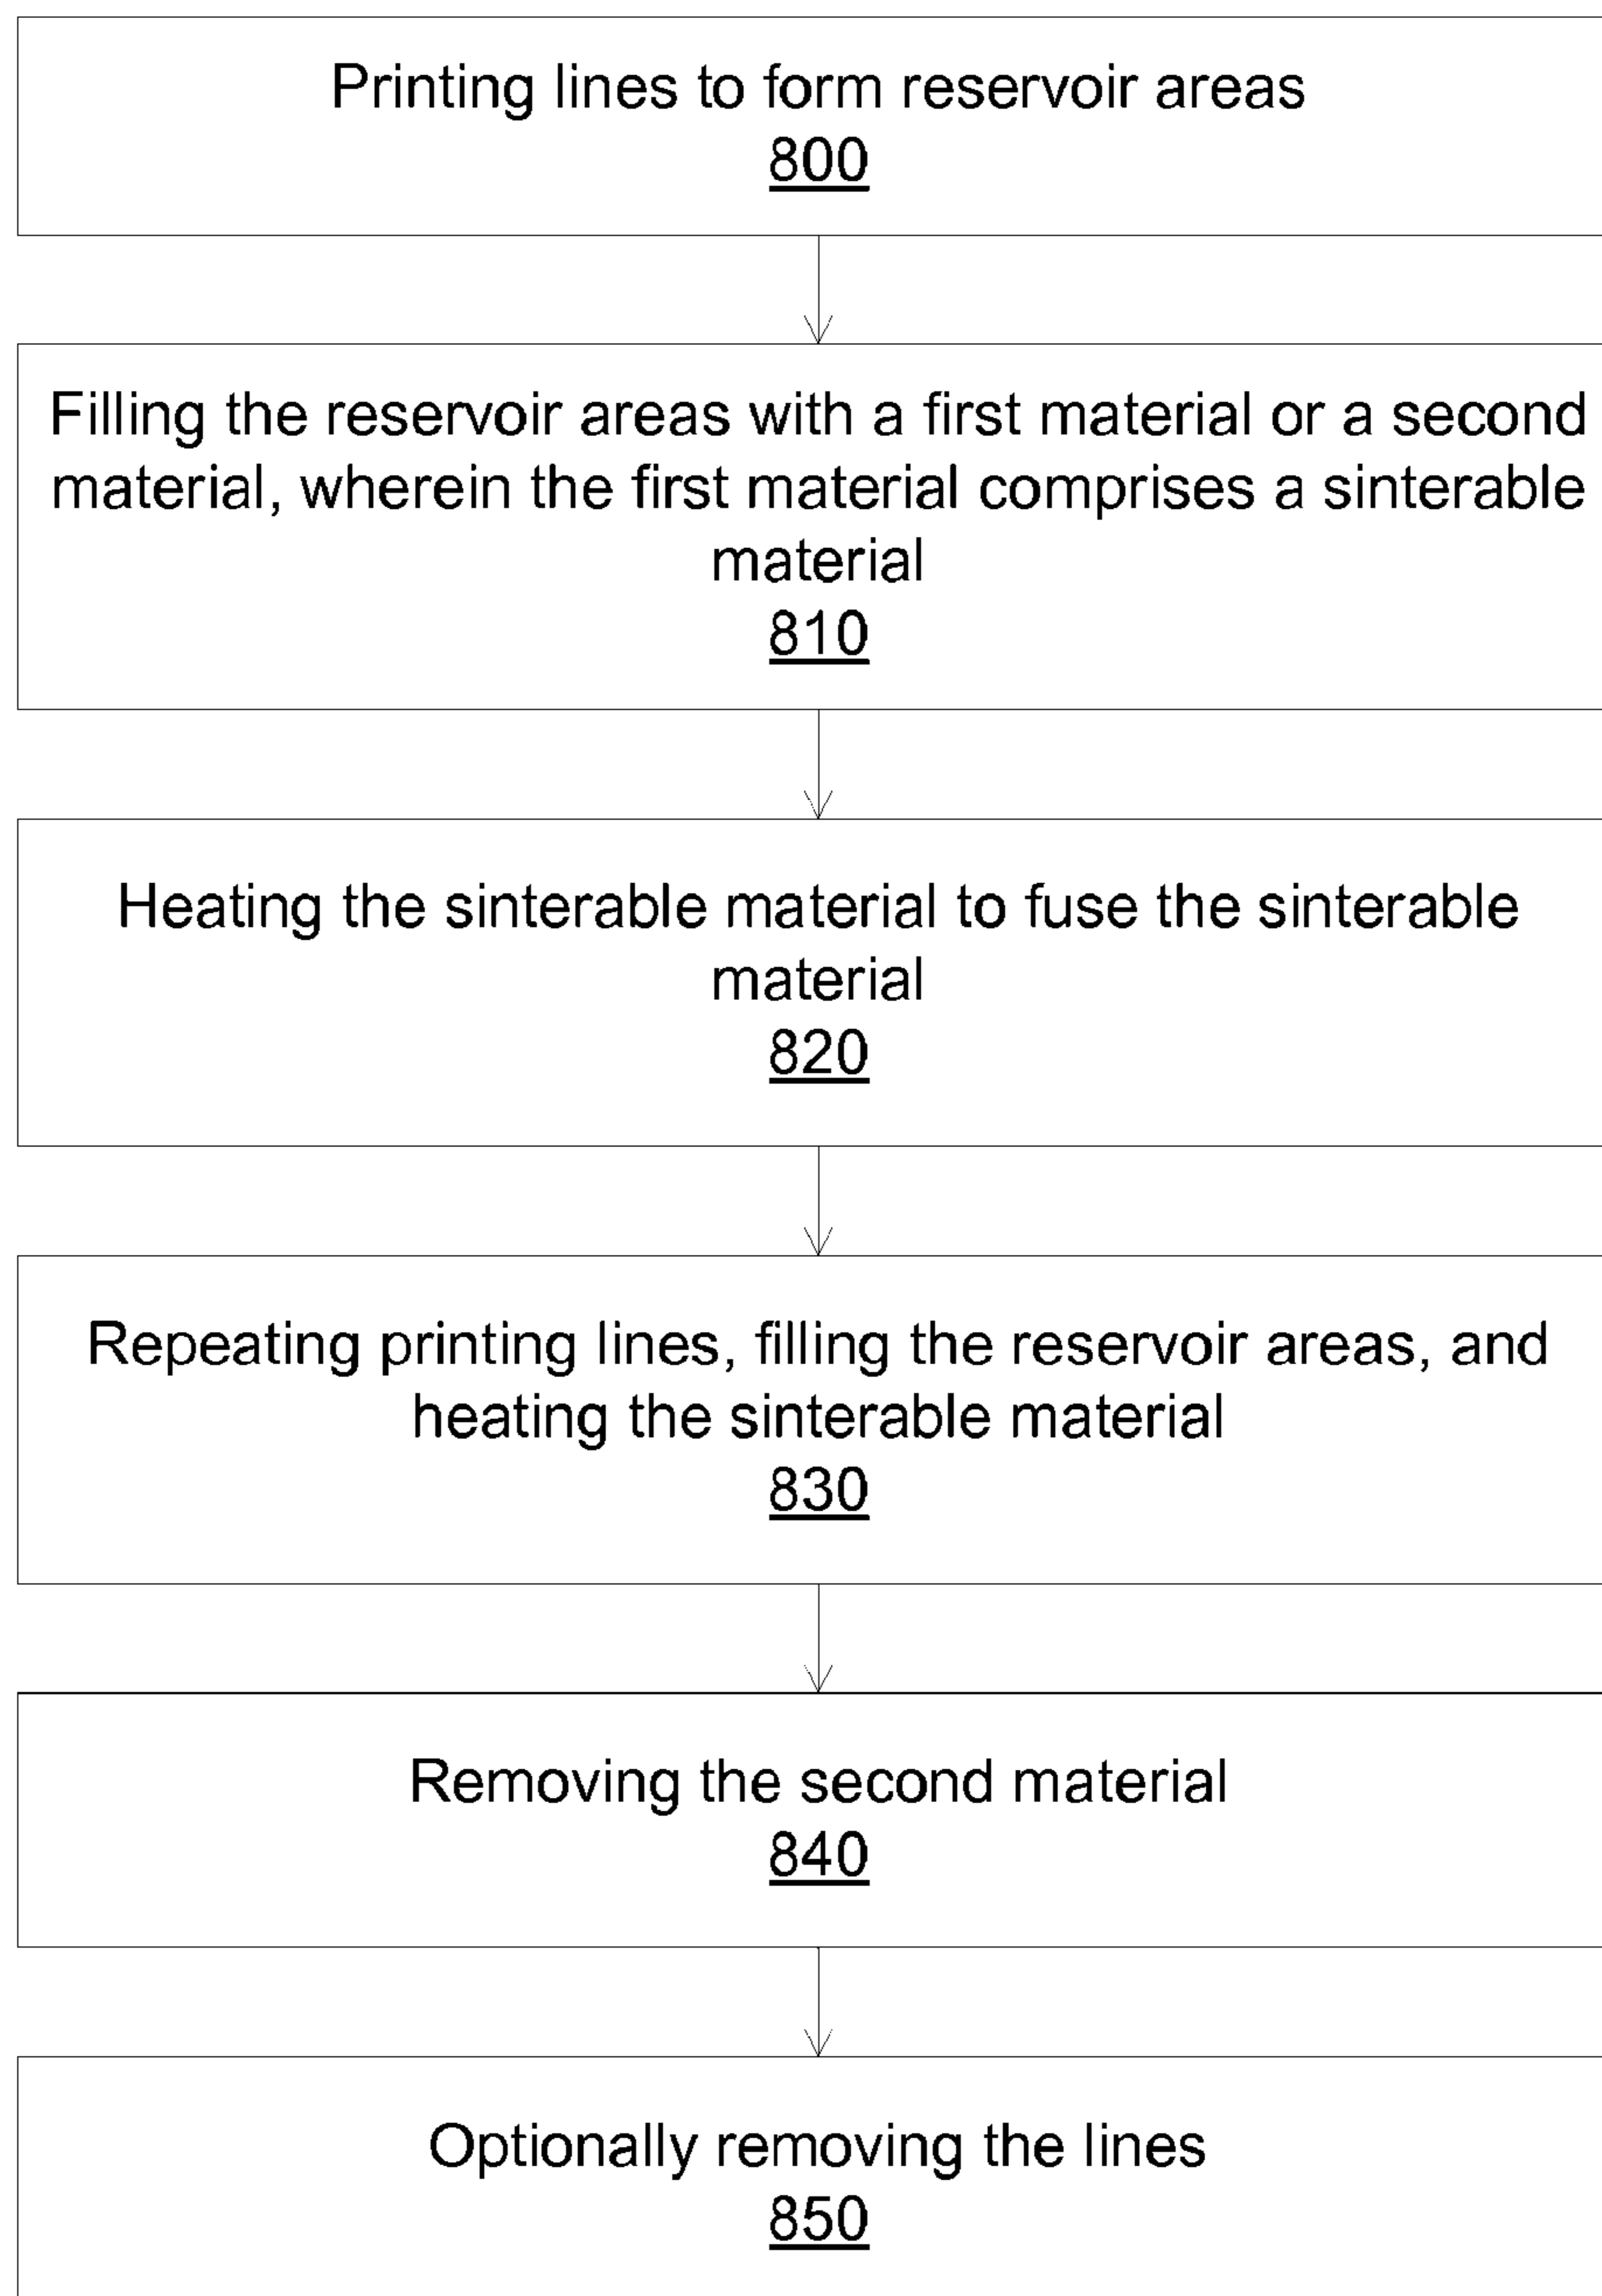 Printing lines to form reservoir areas
800
Filling the reservoir areas with a first material or a second
material, wherein the first material comprises a sinterable
material
810
Heating the sinterable material to fuse the sinterable
material
820
Repeating printing lines, filling the reservoir areas, and
heating the sinterable material
830
Removing the second material
840
Optionally removing the lines
850